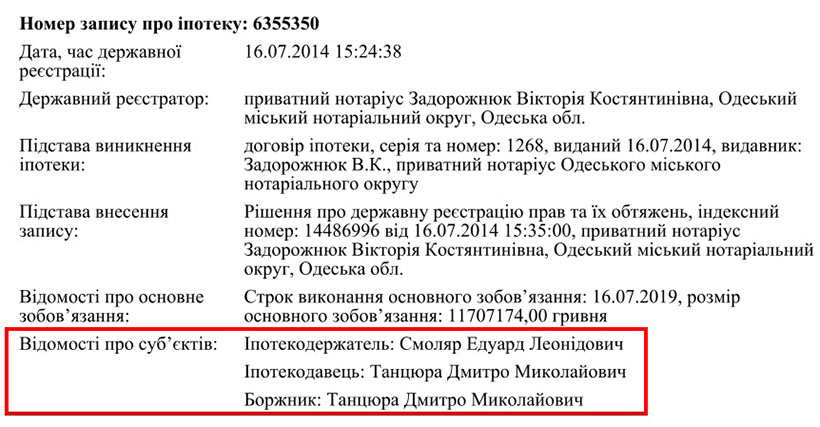 Номер запису про іпотеку: 6355350
Дата, час державної 16.07.2014 15:24:38
реєстрації:
Державний реєстратор: приватний нотаріус Задорожнюк Вікторія Костянтинівна, Одеський
міський нотаріальний округ, Одеська обл.
Підстава виникнення договір іпотеки, серія та номер: 1268, виданий 16.07.2014, видавник:
іпотеки: Задорожнюк В.К., приватний нотаріус Одеського міського
нотаріального округу
Підстава внесення Рішення про державну реєстрацію прав та їх обтяжень, індексний
запису: номер: 14486996 від 16.07.2014 15:35:00, приватний нотаріус
Задорожнюк Вікторія Костянтинівна, Одеський міський нотаріальний
округ, Одеська обл.
Відомості про основне Строк виконання основного зобов’язання: 16.07.2019, розмір
зобов’язання: основного зобов’язання: 11707174,00 гривня
Відомості про суб’єктів: Іпотекодержатель: Смоляр Едуард Леонідович
Іпотекодавець: Танцюра Дмитро Миколайович
Боржник: Танцюра Дмитро Миколайович